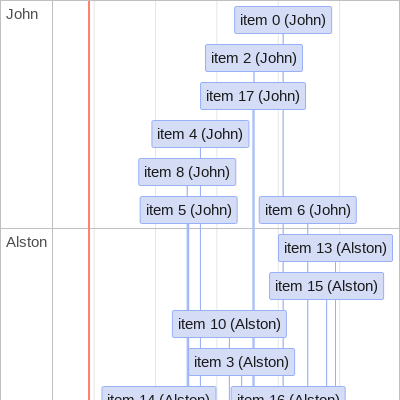 John
item 0 (John)
item 2 (John)
item 17 (John)
item 4 (John)
item 8 (John)
item 5 (John)
item 6 (John)
Alston
item 13 (Alston)
item 15 (Alston)
item 10 (Alston)
item 3 (Alston)
item 14 (Alston)
item 16 (Alston)